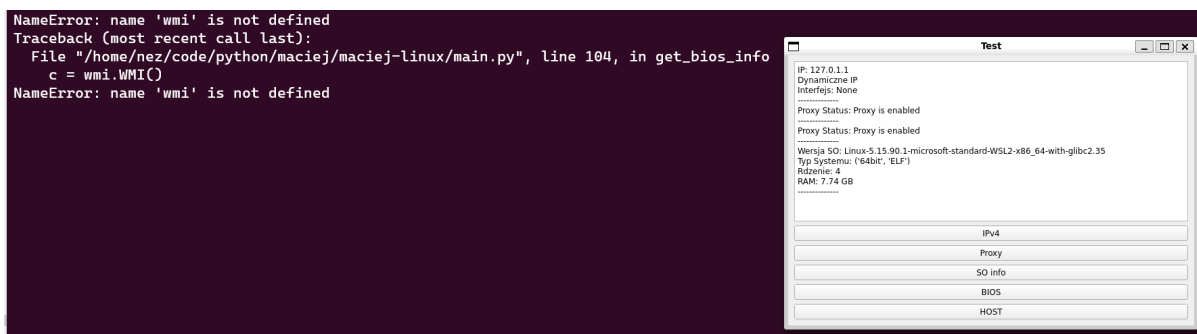 NameError: name 'wmi' is not defined
Traceback (most recent call last):
  File "/home/nez/code/python/maciej/maciej-linux/main.py", line 104, in get_bios_info
    c = wmi.WMI()
NameError: name 'wmi' is not defined
Test
IP: 127.0.1.1
Dynamiczne IP
Interfejs: None
--------------
Proxy Status: Proxy is enabled
--------------
Proxy Status: Proxy is enabled
--------------
Wersja SO: Linux-5.15.90.1-microsoft-standard-WSL2-x86_64-with-glibc2.35
Typ Systemu: ('64bit', 'ELF')
Rdzenie: 4
RAM: 7.74 GB
--------------
IPv4
Proxy
SO info
BIOS
HOST